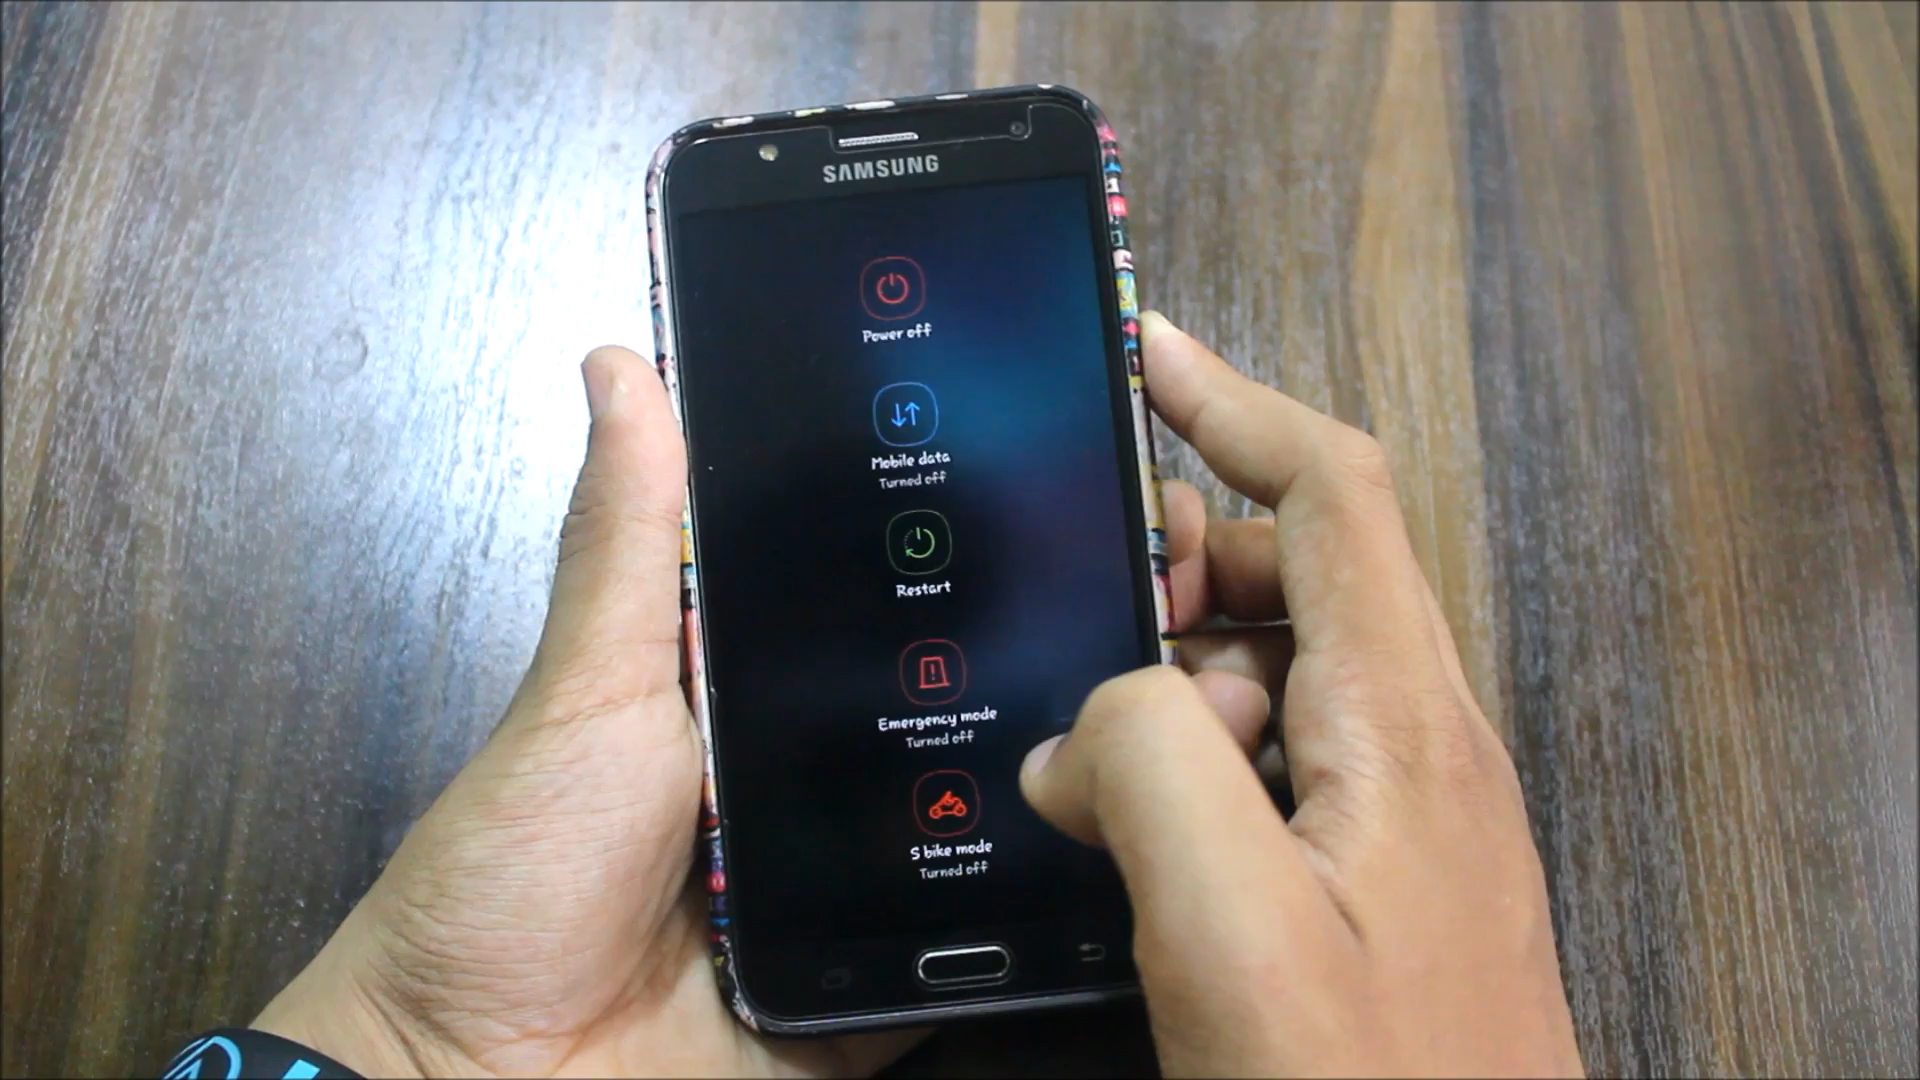 SAMSUNG
Power off
Mobile data
Turned off
Restart
Emergency mode
Turned off
S bike mode
Turned off